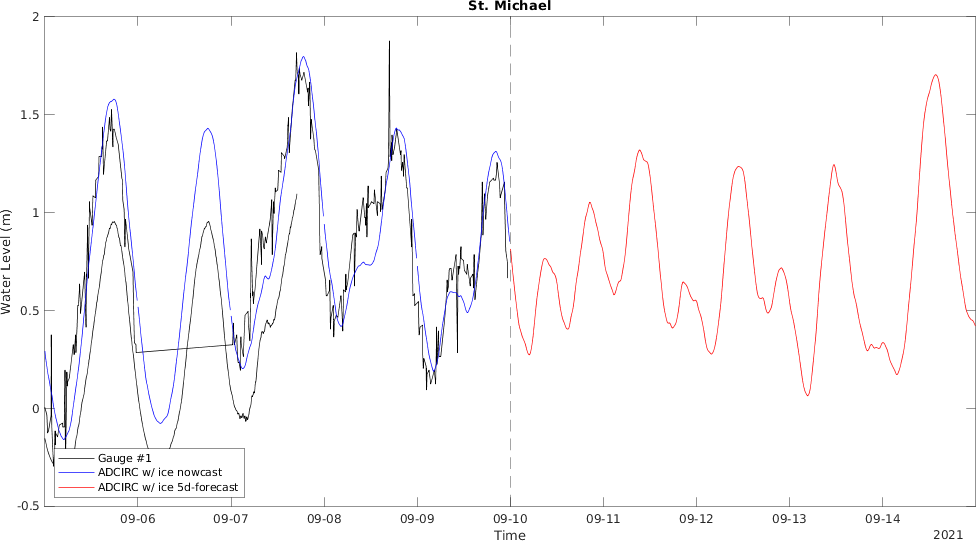 St. Michael
2
1.5
1
0.5
0
-0.5
Water Level (m)
Gauge #1
ADCIRC w/ ice nowcast
ADCIRC w/ ice 5d-forecast
09-06 09-07 09-08 09-09 09-10 09-11 09-12 09-13 09-14
Time
2021